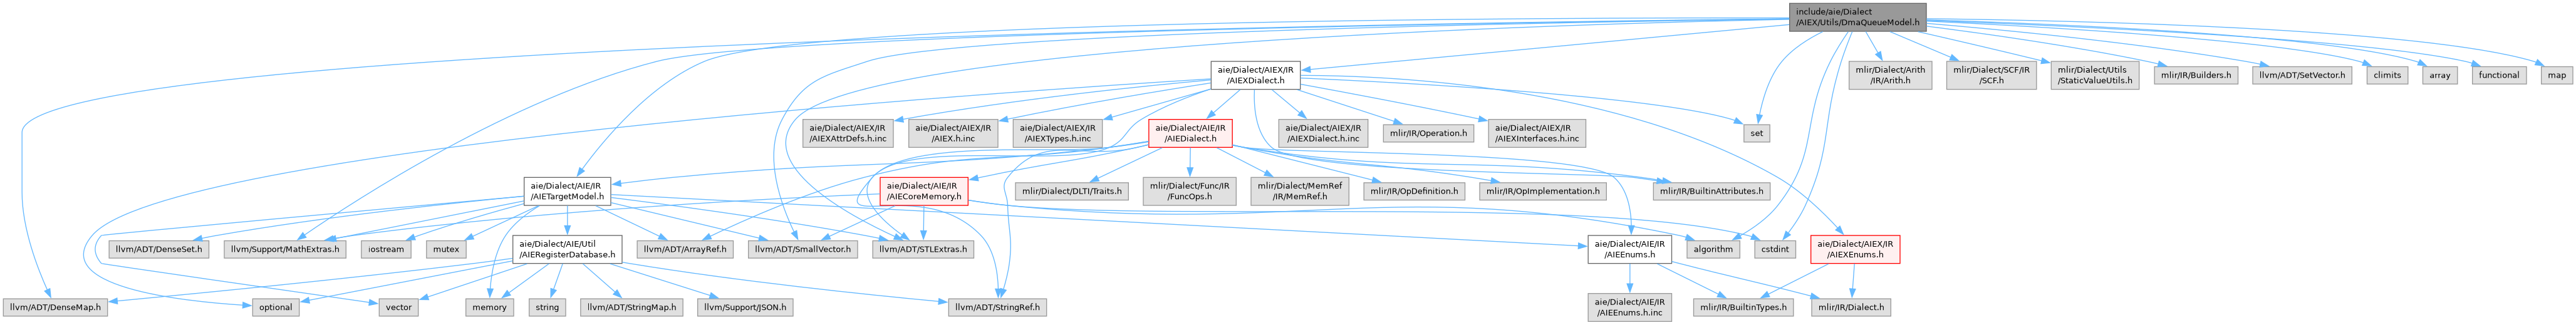 include/aie/Dialect
/AIEX/Utils/DmaQueueModel.h
aie/Dialect/AIEX/IR
/AIEXDialect.h
mlir/Dialect/Arith
/IR/Arith.h
mlir/Dialect/SCF/IR
/SCF.h
mlir/Dialect/Utils
/StaticValueUtils.h
mlir/IR/Builders.h
llvm/ADT/SetVector.h
climits
array
functional
map
aie/Dialect/AIEX/IR
/AIEXAttrDefs.h.inc
aie/Dialect/AIEX/IR
/AIEX.h.inc
aie/Dialect/AIEX/IR
/AIEXTypes.h.inc
aie/Dialect/AIE/IR
/AIEDialect.h
aie/Dialect/AIEX/IR
/AIEXDialect.h.inc
mlir/IR/Operation.h
aie/Dialect/AIEX/IR
/AIEXInterfaces.h.inc
set
aie/Dialect/AIE/IR
/AIETargetModel.h
aie/Dialect/AIE/IR
/AIECoreMemory.h
mlir/Dialect/DLTI/Traits.h
mlir/Dialect/Func/IR
/FuncOps.h
mlir/Dialect/MemRef
/IR/MemRef.h
mlir/IR/OpDefinition.h
mlir/IR/OpImplementation.h
mlir/IR/BuiltinAttributes.h
llvm/ADT/DenseSet.h
llvm/Support/MathExtras.h
iostream
mutex
aie/Dialect/AIE/Util
/AIERegisterDatabase.h
llvm/ADT/ArrayRef.h
llvm/ADT/SmallVector.h
llvm/ADT/STLExtras.h
aie/Dialect/AIE/IR
/AIEEnums.h
algorithm
cstdint
aie/Dialect/AIEX/IR
/AIEXEnums.h
llvm/ADT/DenseMap.h
optional
vector
memory
string
llvm/ADT/StringMap.h
llvm/Support/JSON.h
llvm/ADT/StringRef.h
aie/Dialect/AIE/IR
/AIEEnums.h.inc
mlir/IR/BuiltinTypes.h
mlir/IR/Dialect.h